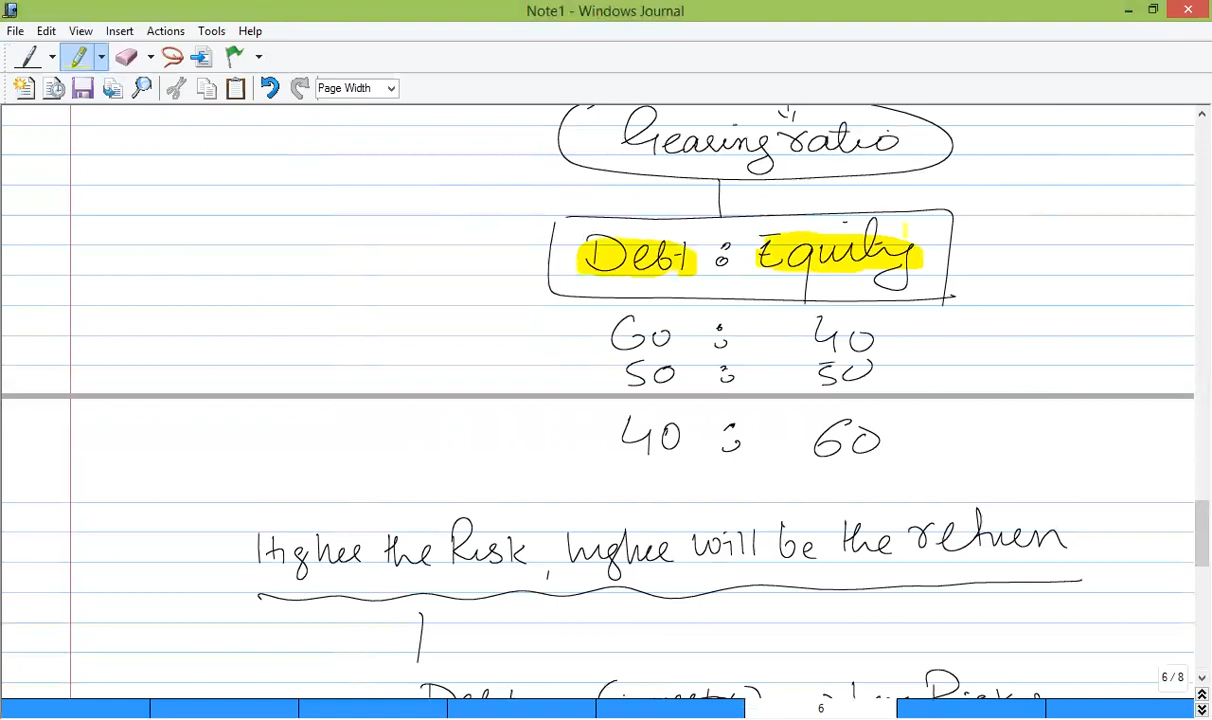 Note1 - Windows Journal
File Edit View Insert Actions Tools Help
Page Width
Gearing ratio
Debt : Equity
60 : 40
50 : 50
40 : 60
Higher the Risk, higher will be the return
Debt
6 / 8
6